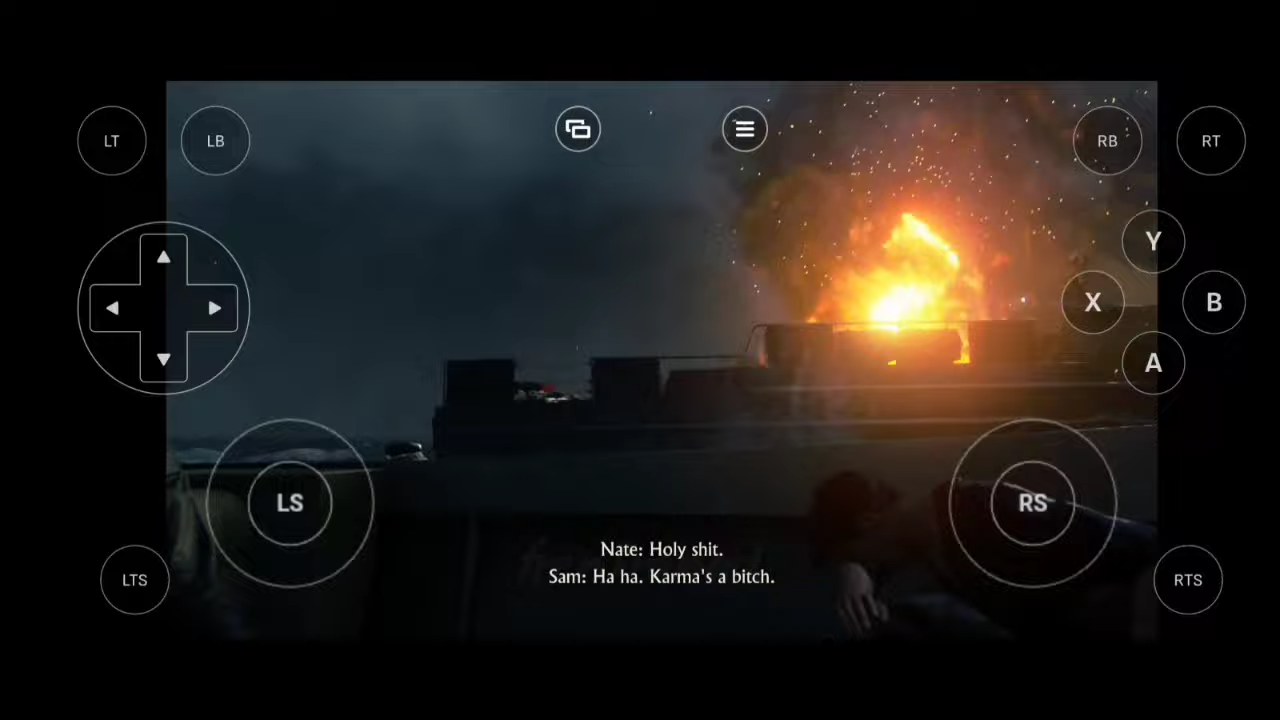 LT
LB
RB
RT
Y
X
B
A
LS
RS
Nate: Holy shit.
Sam: Ha ha. Karma's a bitch.
LTS
RTS